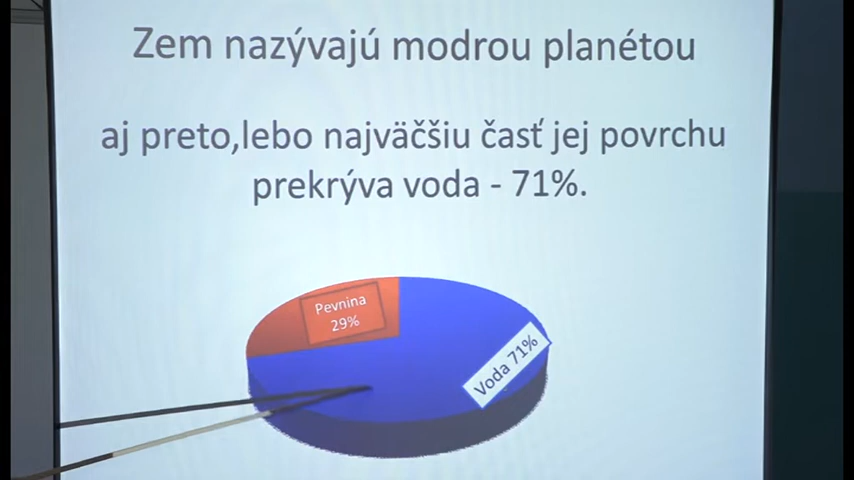 Zem nazývajú modrou planétou
aj preto,lebo najväčšiu časť jej povrchu
prekrýva voda - 71%.
Pevnina
29%
Voda 71%